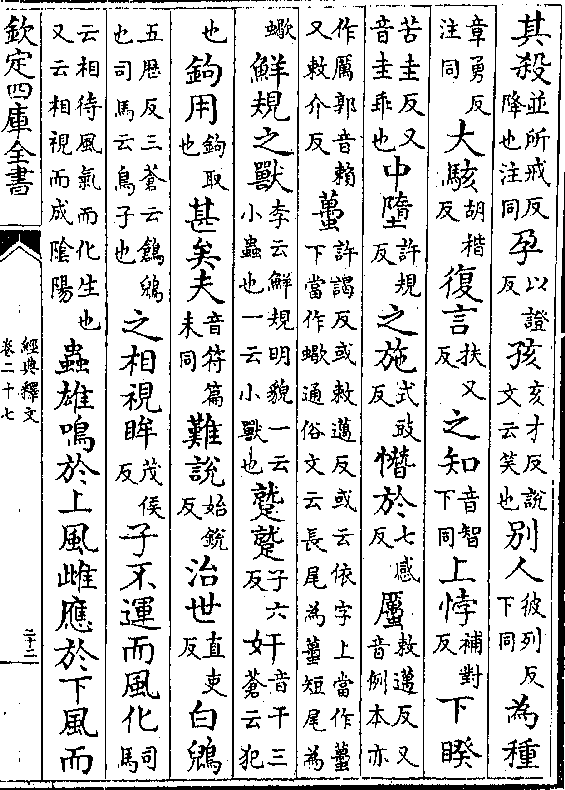 其殺並所戒反降也注同孕以證反孩亥才反說文云笑也別人彼列反下同為種
章勇反注同大駭胡楷反復言扶又反之知音智下同上悖補對反下睽
苦圭反又音圭乖也中墮許規反之施式豉反憯於七感反厲敕邁反又音例本亦
作厲郭音賴又敕介反蠆許謁反或敕邁反或云依字上當作蠆下當作蠍通俗文云長尾為蠆短尾為
蠍鮮規之獸李云鮮規明貌一云小蟲也一云小獸也蹵蹵子六反奸音干三蒼云犯
也鉤用鉤取也甚矣夫音符篇末同難說始銳反治世直吏反白鶂
五歷反三蒼云鶬鶂也司馬云鳥子也之相視眸茂侯反子不運而風化司馬
云相待風氣而化生也又云相視而成陰陽蟲雄鳴於上風雌應於下風而
欽定四庫全書
經典釋文
卷二十七
三十三